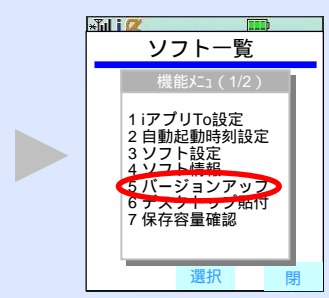 ソフト一覧
機能ﾒﾆｭ(1/2)
1 iアプリTo設定
2 自動起動時刻設定
3 ソフト設定
4 ソフト情報
5 バージョンアップ
6 デスクトップ貼付
7 保存容量確認
選択
閉